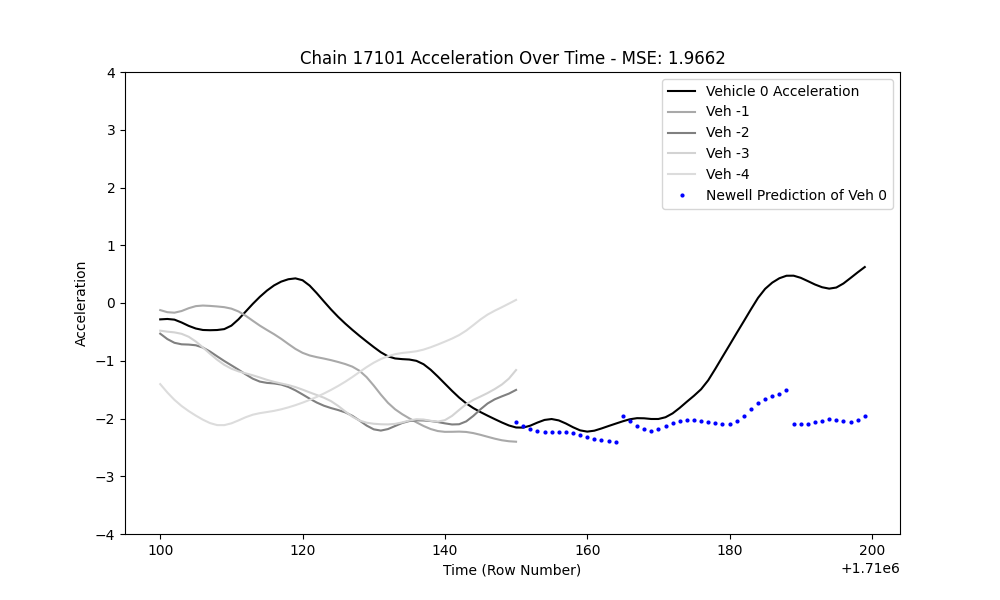 Chain 17101 Acceleration Over Time - MSE: 1.9662
Acceleration
4
3
2
1
0
−1
−2
−3
−4
Vehicle 0 Acceleration
Veh -1
Veh -2
Veh -3
Veh -4
Newell Prediction of Veh 0
100 120 140 160 180 200
+1.71e6
Time (Row Number)